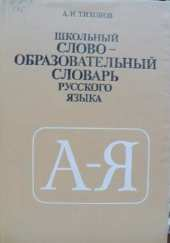 А. Н. ТИХОНОВ
ШКОЛЬНЫЙ
СЛОВО-
ОБРАЗОВАТЕЛЬНЫЙ
СЛОВАРЬ
РУССКОГО
ЯЗЫКА
А-Я